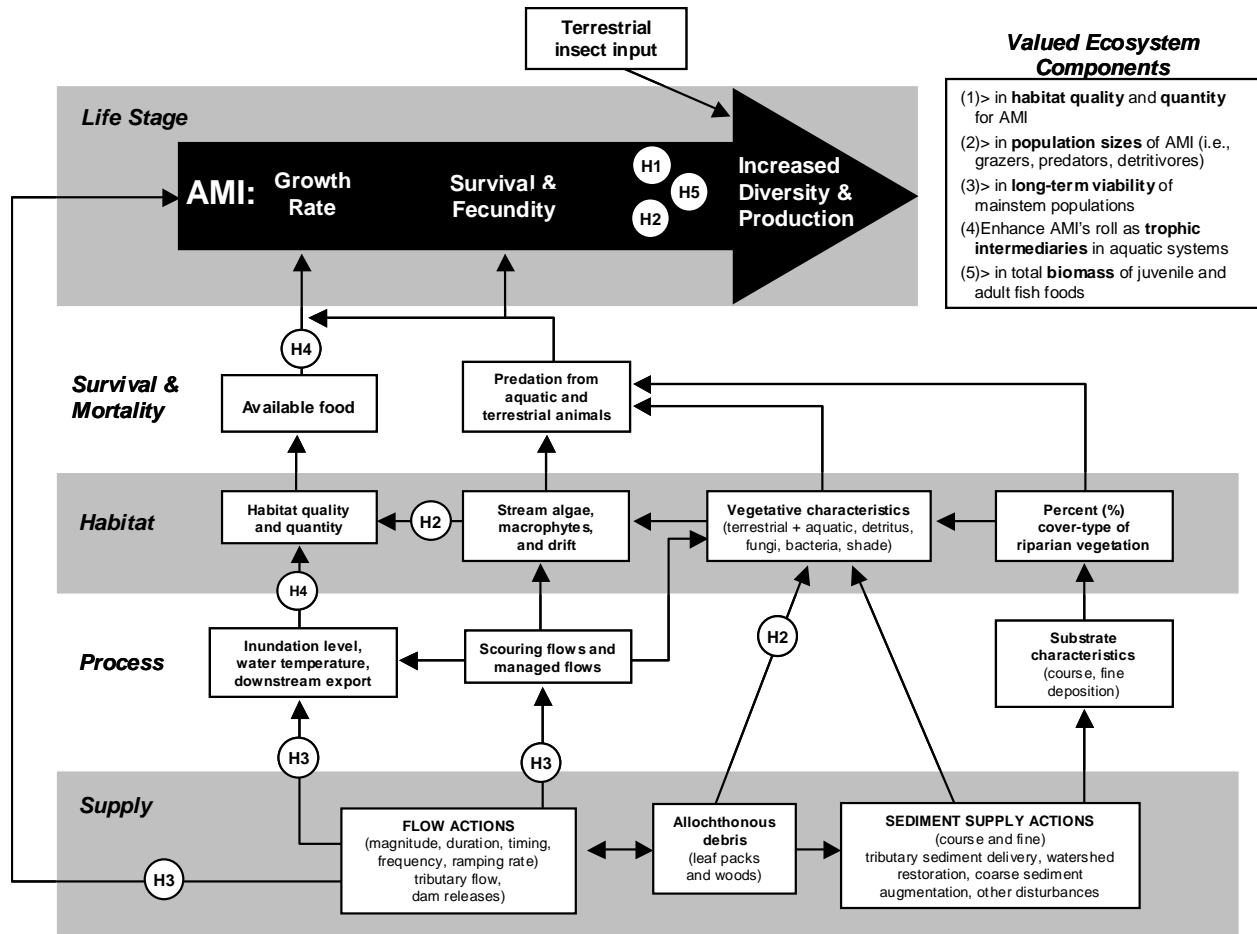 Terrestrial
insect input
Valued Ecosystem
Components
(1)> in habitat quality and quantity
for AMI
(2)> in population sizes of AMI (i.e.,
grazers, predators, detritivores)
(3)> in long-term viability of
mainstem populations
(4)Enhance AMI's roll as trophic
intermediaries in aquatic systems
(5)> in total biomass of juvenile and
adult fish foods
Life Stage
AMI:
Growth
Rate
Survival &
Fecundity
H1
H5
H2
Increased
Diversity &
Production
H4
Survival &
Mortality
Available food
Predation from
aquatic and
terrestrial animals
Habitat
Habitat quality
and quantity
H2
Stream algae,
macrophytes,
and drift
Vegetative characteristics
(terrestrial + aquatic, detritus,
fungi, bacteria, shade)
Percent (%)
cover-type of
riparian vegetation
H4
H2
Process
Inundation level,
water temperature,
downstream export
Scouring flows and
managed flows
Substrate
characteristics
(course, fine
deposition)
H3
H3
Supply
H3
FLOW ACTIONS
(magnitude, duration, timing,
frequency, ramping rate)
tributary flow,
dam releases)
Allochthonous
debris
(leaf packs
and woods)
SEDIMENT SUPPLY ACTIONS
(course and fine)
tributary sediment delivery, watershed
restoration, coarse sediment
augmentation, other disturbances